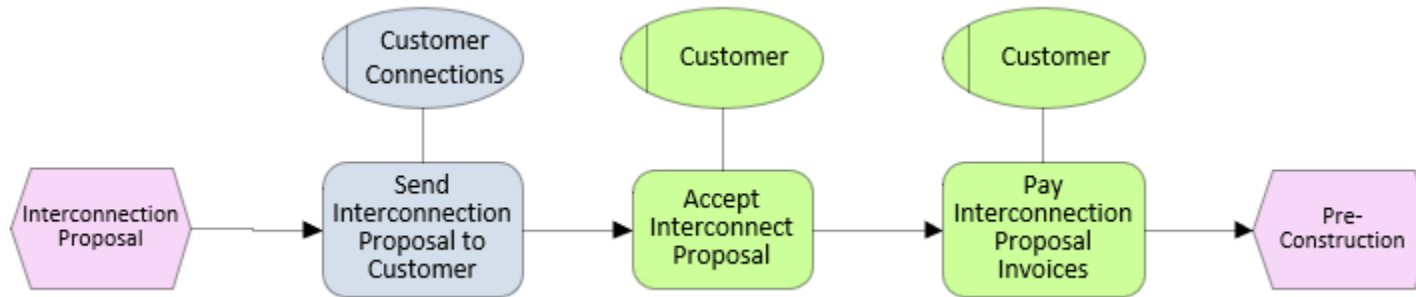 Customer
Connections
Customer
Customer
Interconnection
Proposal
Send
Interconnection
Proposal to
Customer
Accept
Interconnect
Proposal
Pay
Interconnection
Proposal
Invoices
Pre-
Construction